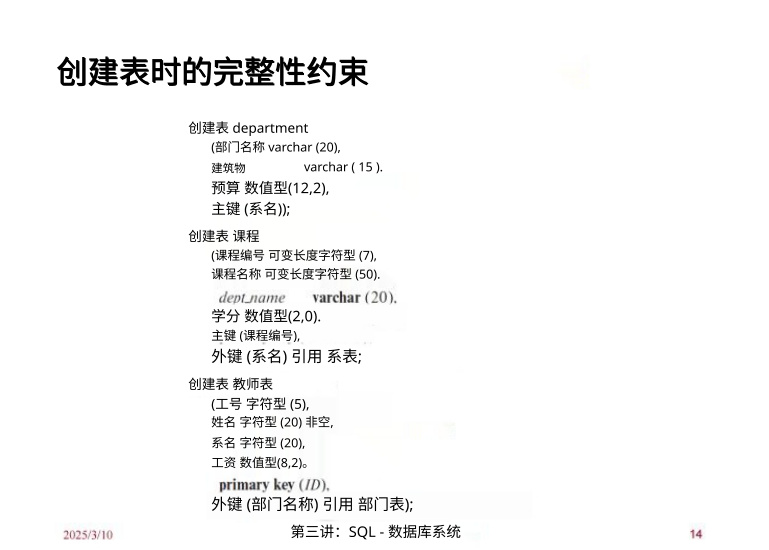 创建表时的完整性约束
创建表 department
(部门名称 varchar (20),
建筑物 varchar ( 15 ).
预算 数值型(12,2),
主键 (系名));
创建表 课程
(课程编号 可变长度字符型 (7),
课程名称 可变长度字符型 (50).
dept_name varchar (20),
学分 数值型(2,0).
主键 (课程编号),
外键 (系名) 引用 系表;
创建表 教师表
(工号 字符型 (5),
姓名 字符型 (20) 非空,
系名 字符型 (20),
工资 数值型(8,2)。
primary key (ID),
外键 (部门名称) 引用 部门表);
2025/3/10 第三讲：SQL - 数据库系统 14